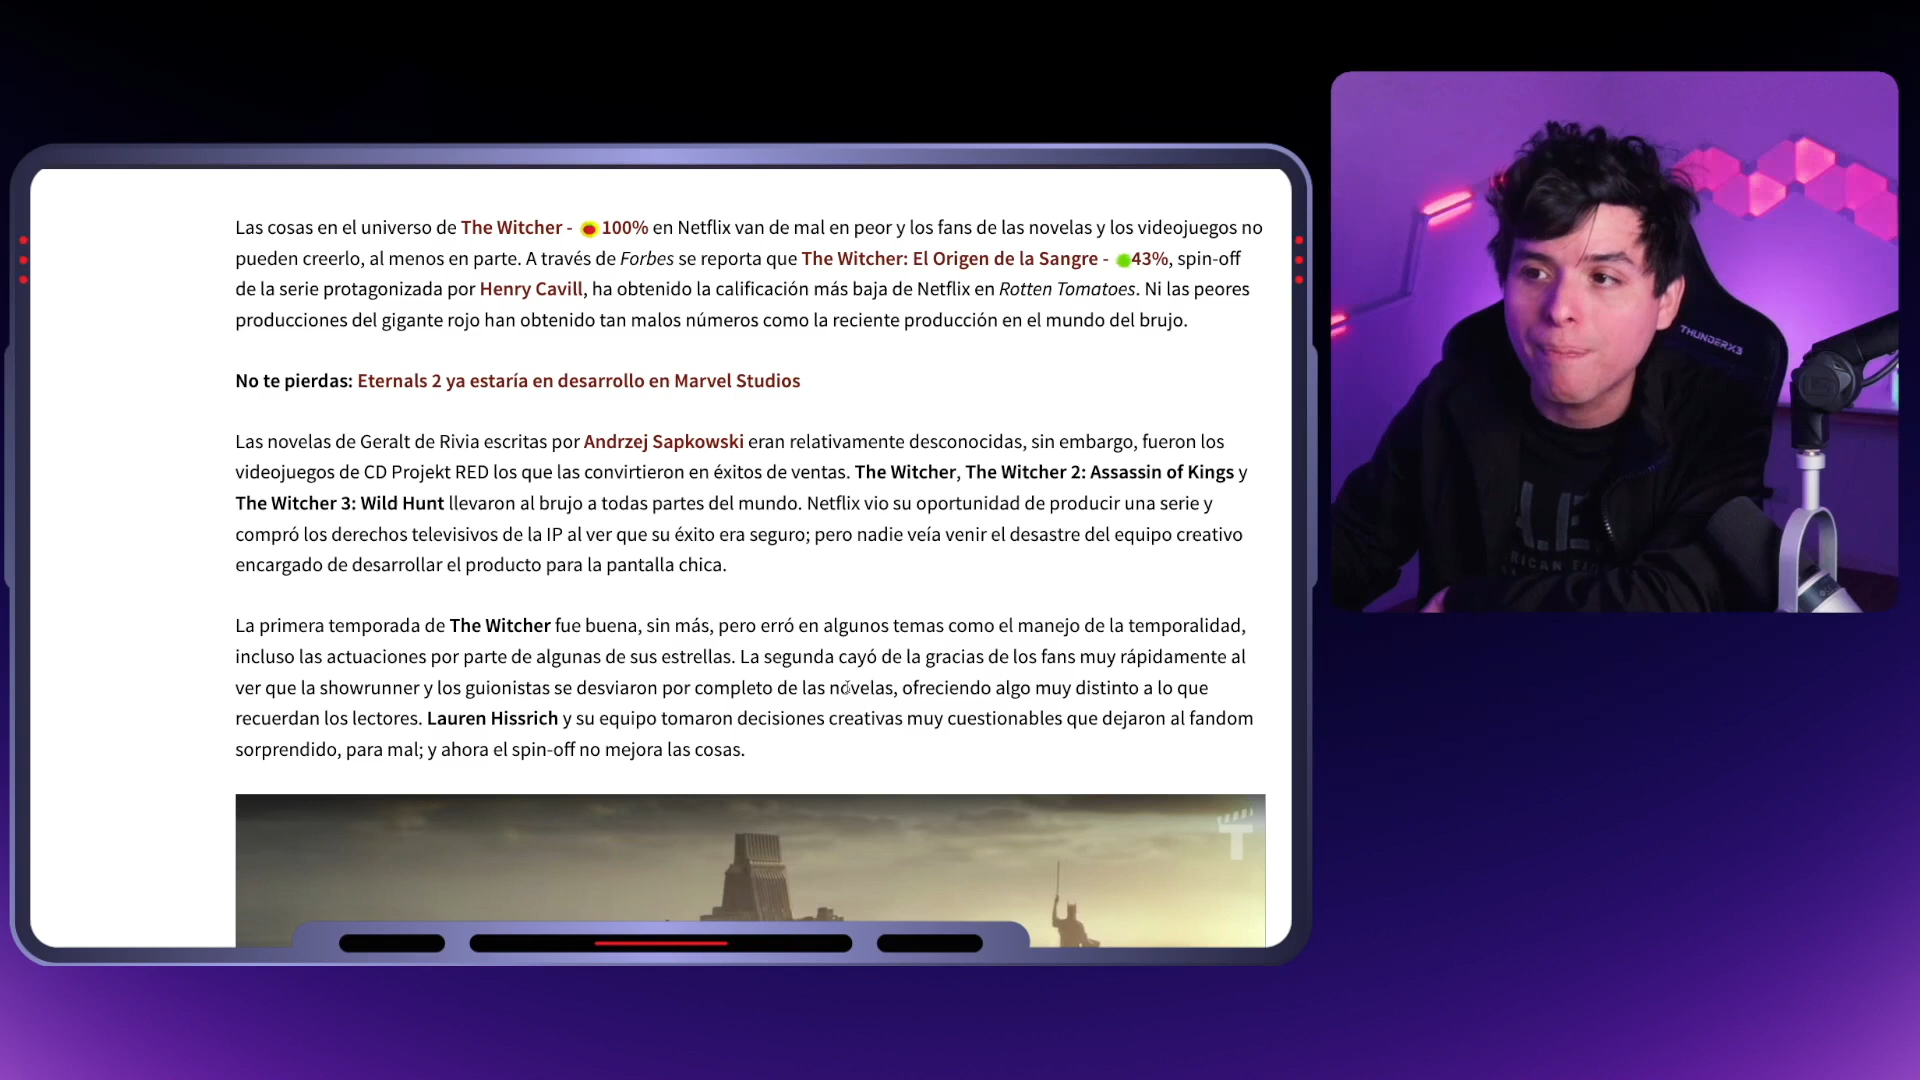 Las cosas en el universo de The Witcher - 100% en Netflix van de mal en peor y los fans de las novelas y los videojuegos no
pueden creerlo, al menos en parte. A través de Forbes se reporta que The Witcher: El Origen de la Sangre - 43%, spin-off
de la serie protagonizada por Henry Cavill, ha obtenido la calificación más baja de Netflix en Rotten Tomatoes. Ni las peores
producciones del gigante rojo han obtenido tan malos números como la reciente producción en el mundo del brujo.
No te pierdas: Eternals 2 ya estaría en desarrollo en Marvel Studios
Las novelas de Geralt de Rivia escritas por Andrzej Sapkowski eran relativamente desconocidas, sin embargo, fueron los
videojuegos de CD Projekt RED los que las convirtieron en éxitos de ventas. The Witcher, The Witcher 2: Assassin of Kings y
The Witcher 3: Wild Hunt llevaron al brujo a todas partes del mundo. Netflix vio su oportunidad de producir una serie y
compró los derechos televisivos de la IP al ver que su éxito era seguro; pero nadie veía venir el desastre del equipo creativo
encargado de desarrollar el producto para la pantalla chica.
La primera temporada de The Witcher fue buena, sin más, pero erró en algunos temas como el manejo de la temporalidad,
incluso las actuaciones por parte de algunas de sus estrellas. La segunda cayó de la gracias de los fans muy rápidamente al
ver que la showrunner y los guionistas se desviaron por completo de las novelas, ofreciendo algo muy distinto a lo que
recuerdan los lectores. Lauren Hissrich y su equipo tomaron decisiones creativas muy cuestionables que dejaron al fandom
sorprendido, para mal; y ahora el spin-off no mejora las cosas.
T
THUNDERX3